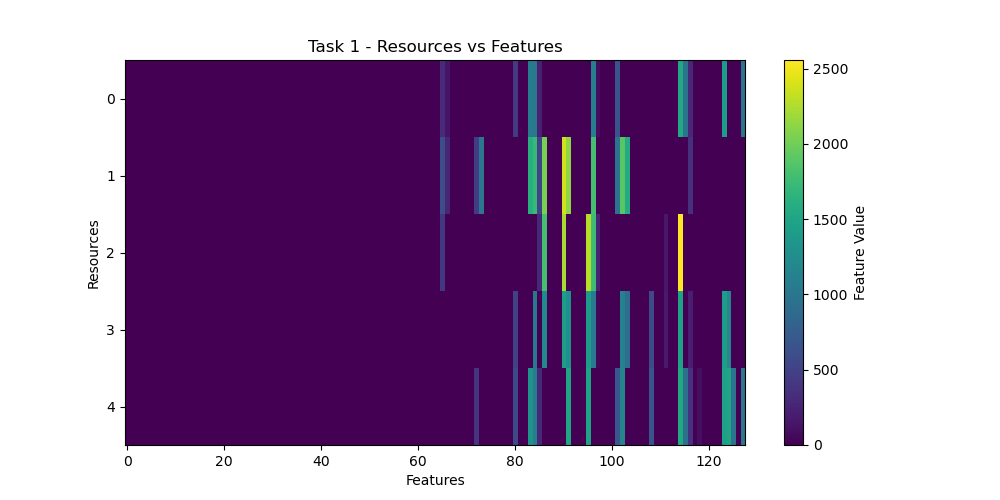 Task 1 - Resources vs Features
Resources
0
1
2
3
4
0 20 40 60 80 100 120
Features
2500
2000
1500
1000
500
0
Feature Value